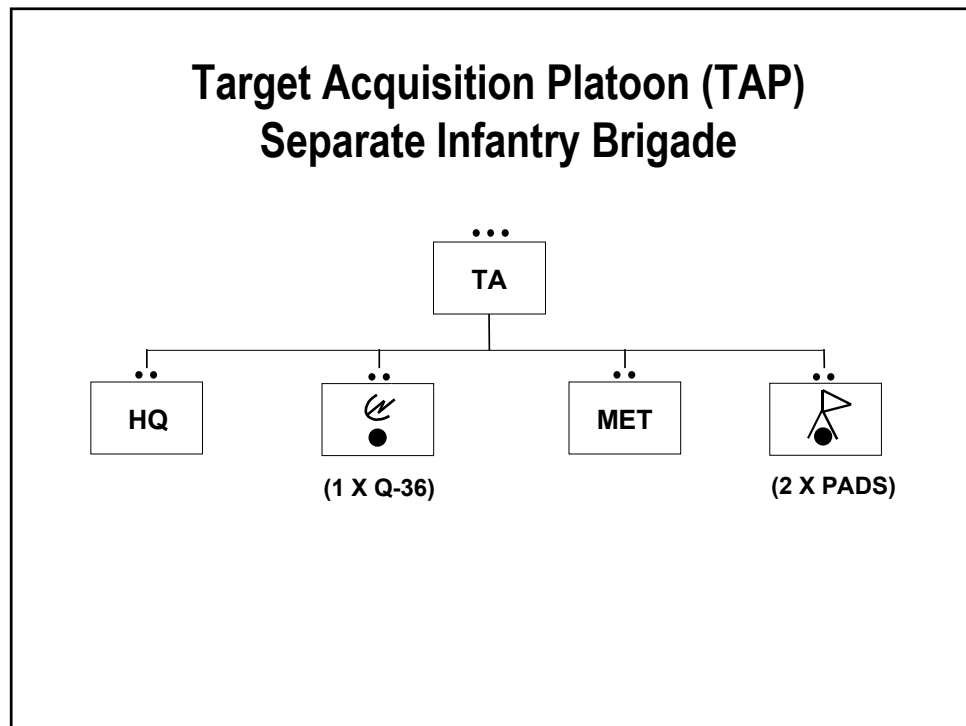 Target Acquisition Platoon (TAP)
Separate Infantry Brigade
TA
HQ
MET
(1 X Q-36)
(2 X PADS)